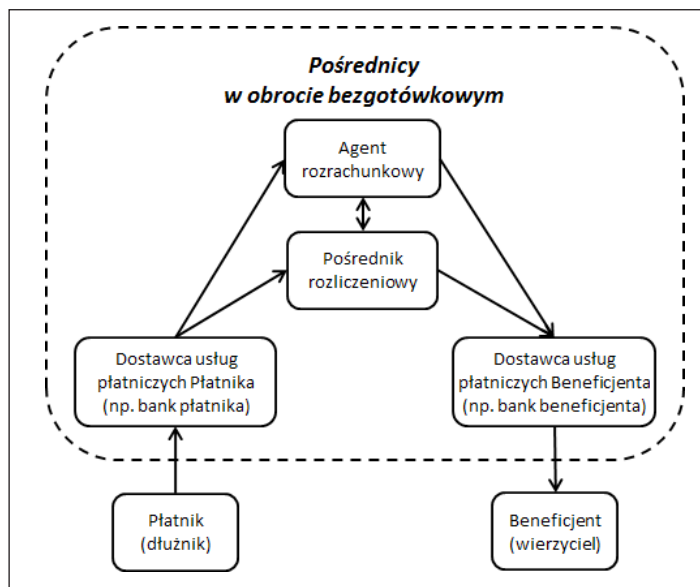 Pośrednicy
w obrocie bezgotówkowym
Agent
rozrachunkowy
Pośrednik
rozliczeniowy
Dostawca usług
płatniczych Płatnika
(np. bank płatnika)
Dostawca usług
płatniczych Beneficjenta
(np. bank beneficjenta)
Płatnik
(dłużnik)
Beneficjent
(wierzyciel)